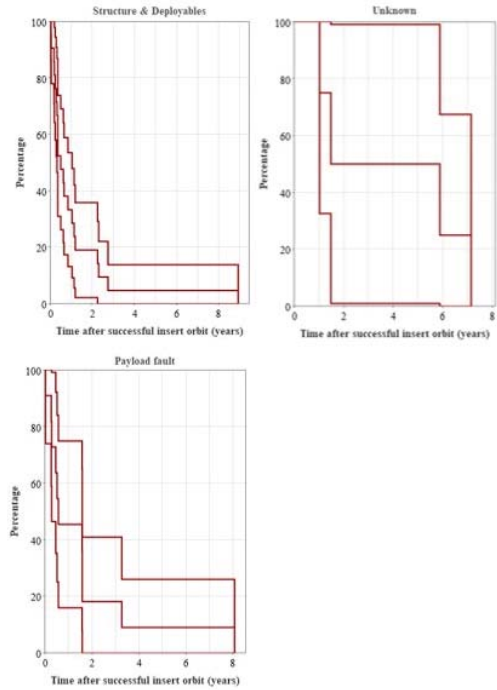 Structure & Deployables
100
80
60
40
20
0
0 2 4 6 8
Percentage
Time after successful insert orbit (years)
Unknown
100
80
60
40
20
0
0 2 4 6 8
Percentage
Time after successful insert orbit (years)
Payload fault
100
80
60
40
20
0
0 2 4 6 8
Percentage
Time after successful insert orbit (years)